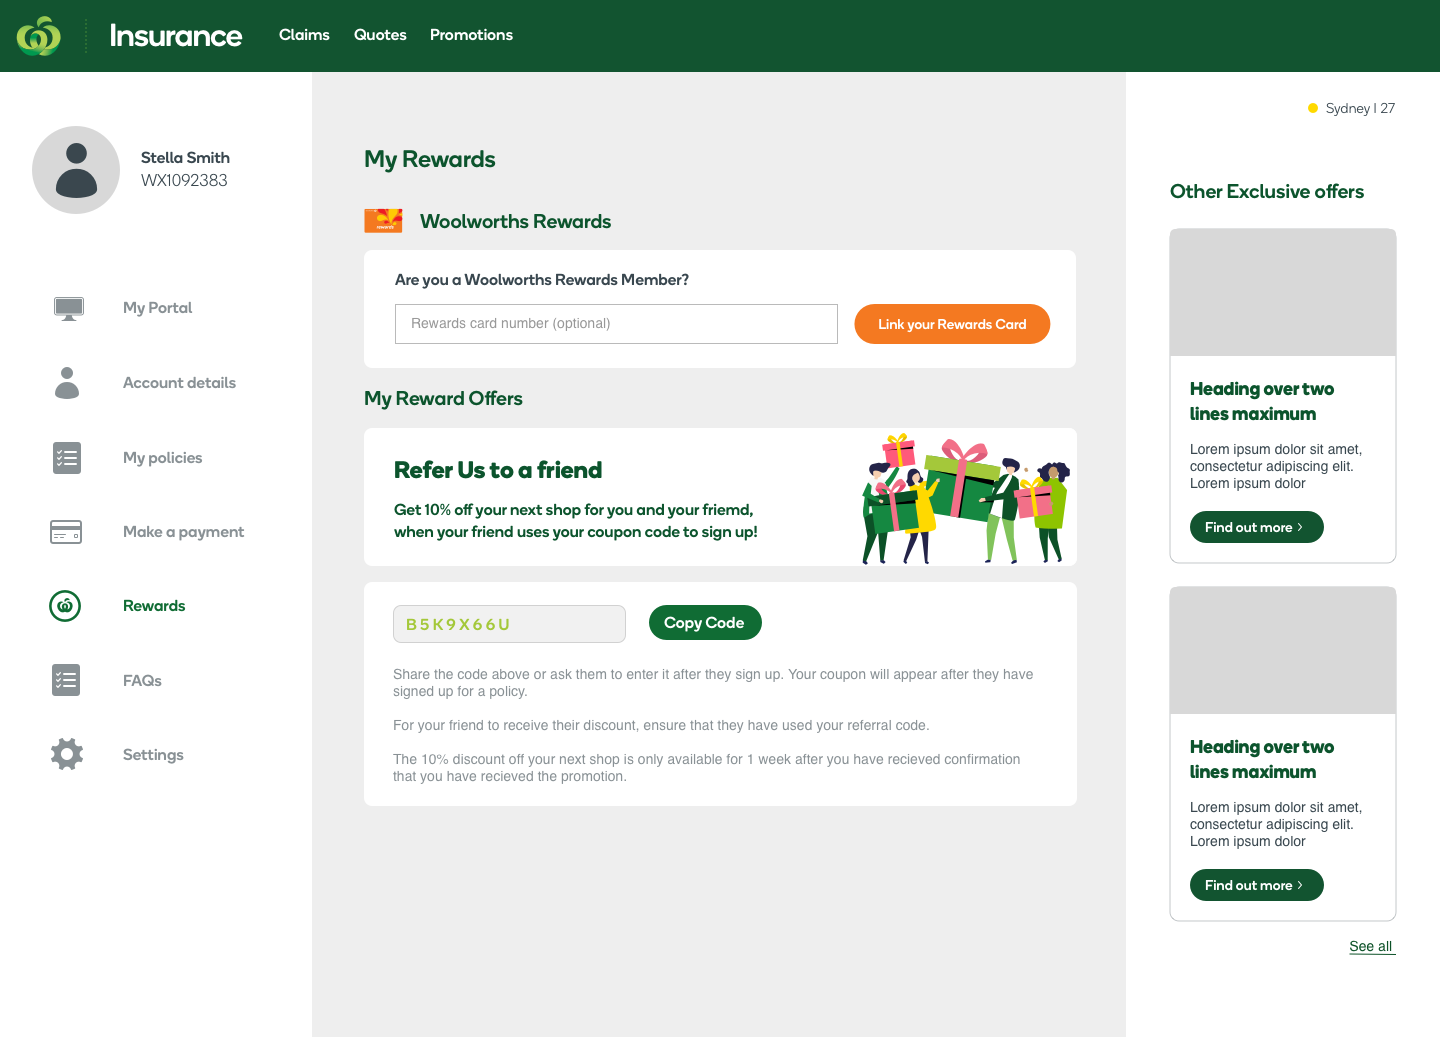 Insurance
Claims
Quotes
Promotions
Sydney | 27
Stella Smith
WX1092383
My Portal
Account details
My policies
Make a payment
Rewards
FAQs
Settings
My Rewards
rewards
Woolworths Rewards
Are you a Woolworths Rewards Member?
Rewards card number (optional)
Link your Rewards Card
My Reward Offers
Refer Us to a friend
Get 10% off your next shop for you and your friemd,
when your friend uses your coupon code to sign up!
B5K9X66U
Copy Code
Share the code above or ask them to enter it after they sign up. Your coupon will appear after they have
signed up for a policy.
For your friend to receive their discount, ensure that they have used your referral code.
The 10% discount off your next shop is only available for 1 week after you have recieved confirmation
that you have recieved the promotion.
Other Exclusive offers
Heading over two
lines maximum
Lorem ipsum dolor sit amet,
consectetur adipiscing elit.
Lorem ipsum dolor
Find out more >
Heading over two
lines maximum
Lorem ipsum dolor sit amet,
consectetur adipiscing elit.
Lorem ipsum dolor
Find out more >
See all